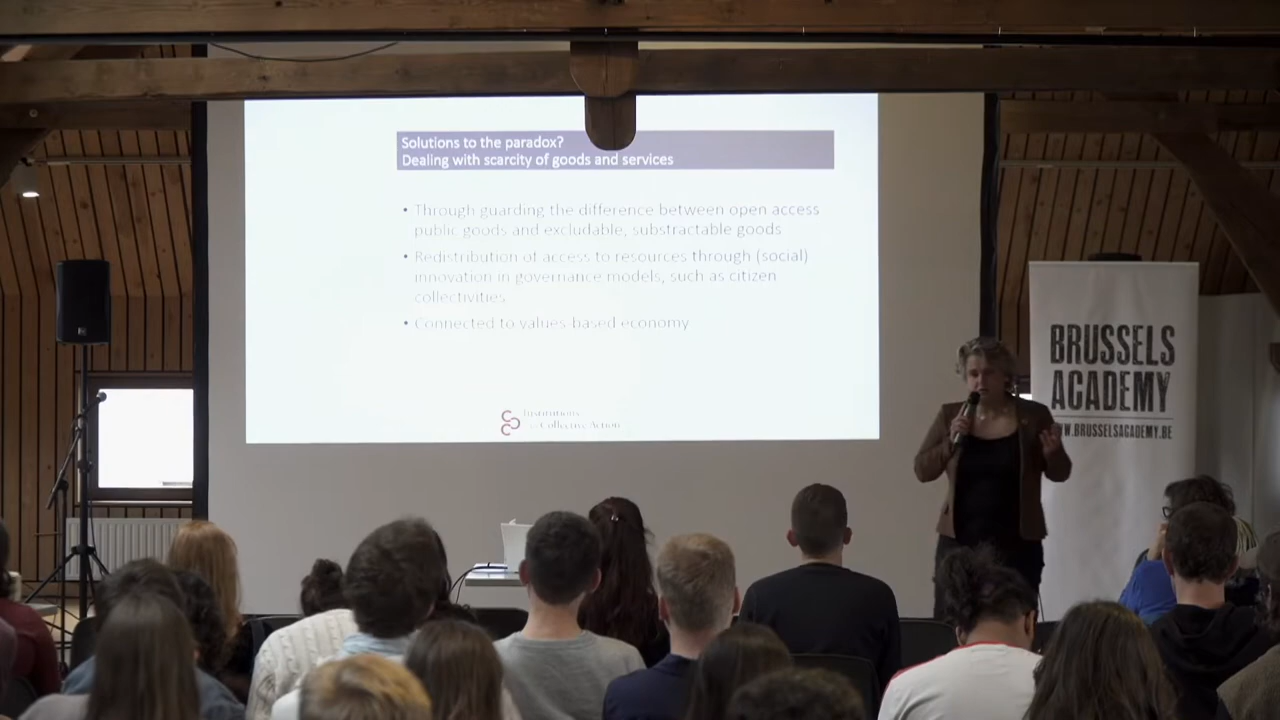 Solutions to the paradox?
Dealing with scarcity of goods and services
• Through guarding the difference between open access
public goods and excludable, substractable goods
• Redistribution of access to resources through (social)
innovation in governance models, such as citizen
collectivities
• Connected to values based economy
Institutions
Collective Action
BRUSSELS
ACADEMY
WWW.BRUSSELSACADEMY.BE